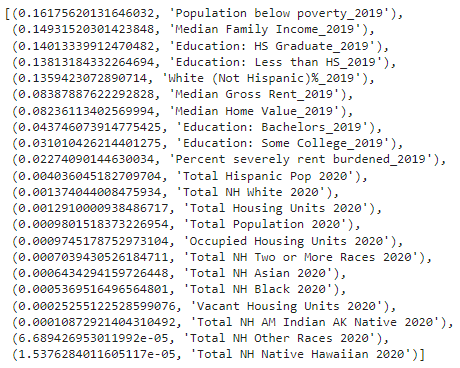 [(0.16175620131646032, 'Population below poverty_2019'),
(0.14931520301423848, 'Median Family Income_2019'),
(0.14013339912470482, 'Education: HS Graduate_2019'),
(0.13813184332264694, 'Education: Less than HS_2019'),
(0.1359423072890714, 'White (Not Hispanic)%_2019'),
(0.08387887622292828, 'Median Gross Rent_2019'),
(0.08236113402569994, 'Median Home Value_2019'),
(0.043746073914775425, 'Education: Bachelors_2019'),
(0.031010426214401275, 'Education: Some College_2019'),
(0.02274090144630034, 'Percent severely rent burdened_2019'),
(0.004036045182709704, 'Total Hispanic Pop 2020'),
(0.001374044008475934, 'Total NH White 2020'),
(0.0012910000938486717, 'Total Housing Units 2020'),
(0.0009801518373226954, 'Total Population 2020'),
(0.0009745178752973104, 'Occupied Housing Units 2020'),
(0.0007039430526184711, 'Total NH Two or More Races 2020'),
(0.0006434294159726448, 'Total NH Asian 2020'),
(0.0005369516496564801, 'Total NH Black 2020'),
(0.00025255122528599076, 'Vacant Housing Units 2020'),
(0.00010872921404310492, 'Total NH AM Indian AK Native 2020'),
(6.689426953011992e-05, 'Total NH Other Races 2020'),
(1.5376284011605117e-05, 'Total NH Native Hawaiian 2020')]